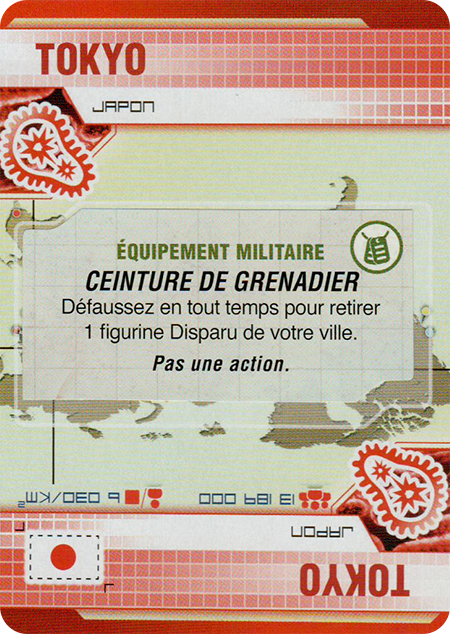 TOKYO
JAPON
ÉQUIPEMENT MILITAIRE
CEINTURE DE GRENADIER
Défaussez en tout temps pour retirer
1 figurine Disparu de votre ville.
Pas une action.
13 189 000 6 030/KM²
JAPON
TOKYO